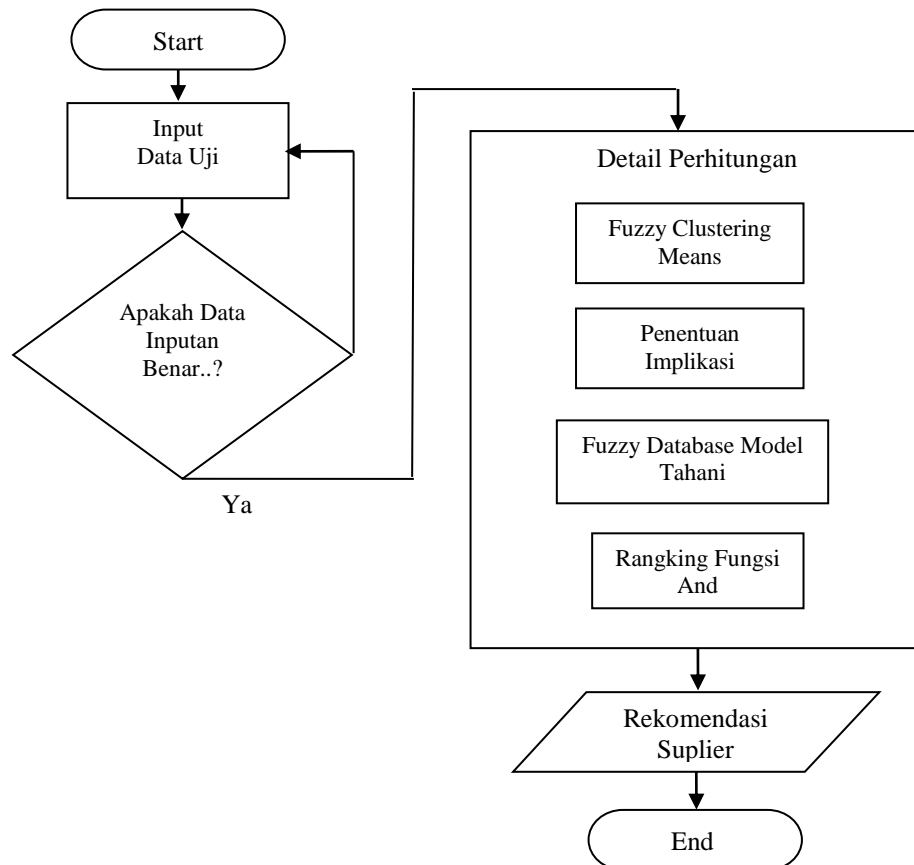 Start
Input
Data Uji
Apakah Data
Inputan
Benar..?
Ya
Detail Perhitungan
Fuzzy Clustering
Means
Penentuan
Implikasi
Fuzzy Database Model
Tahani
Rangking Fungsi
And
Rekomendasi
Suplier
End